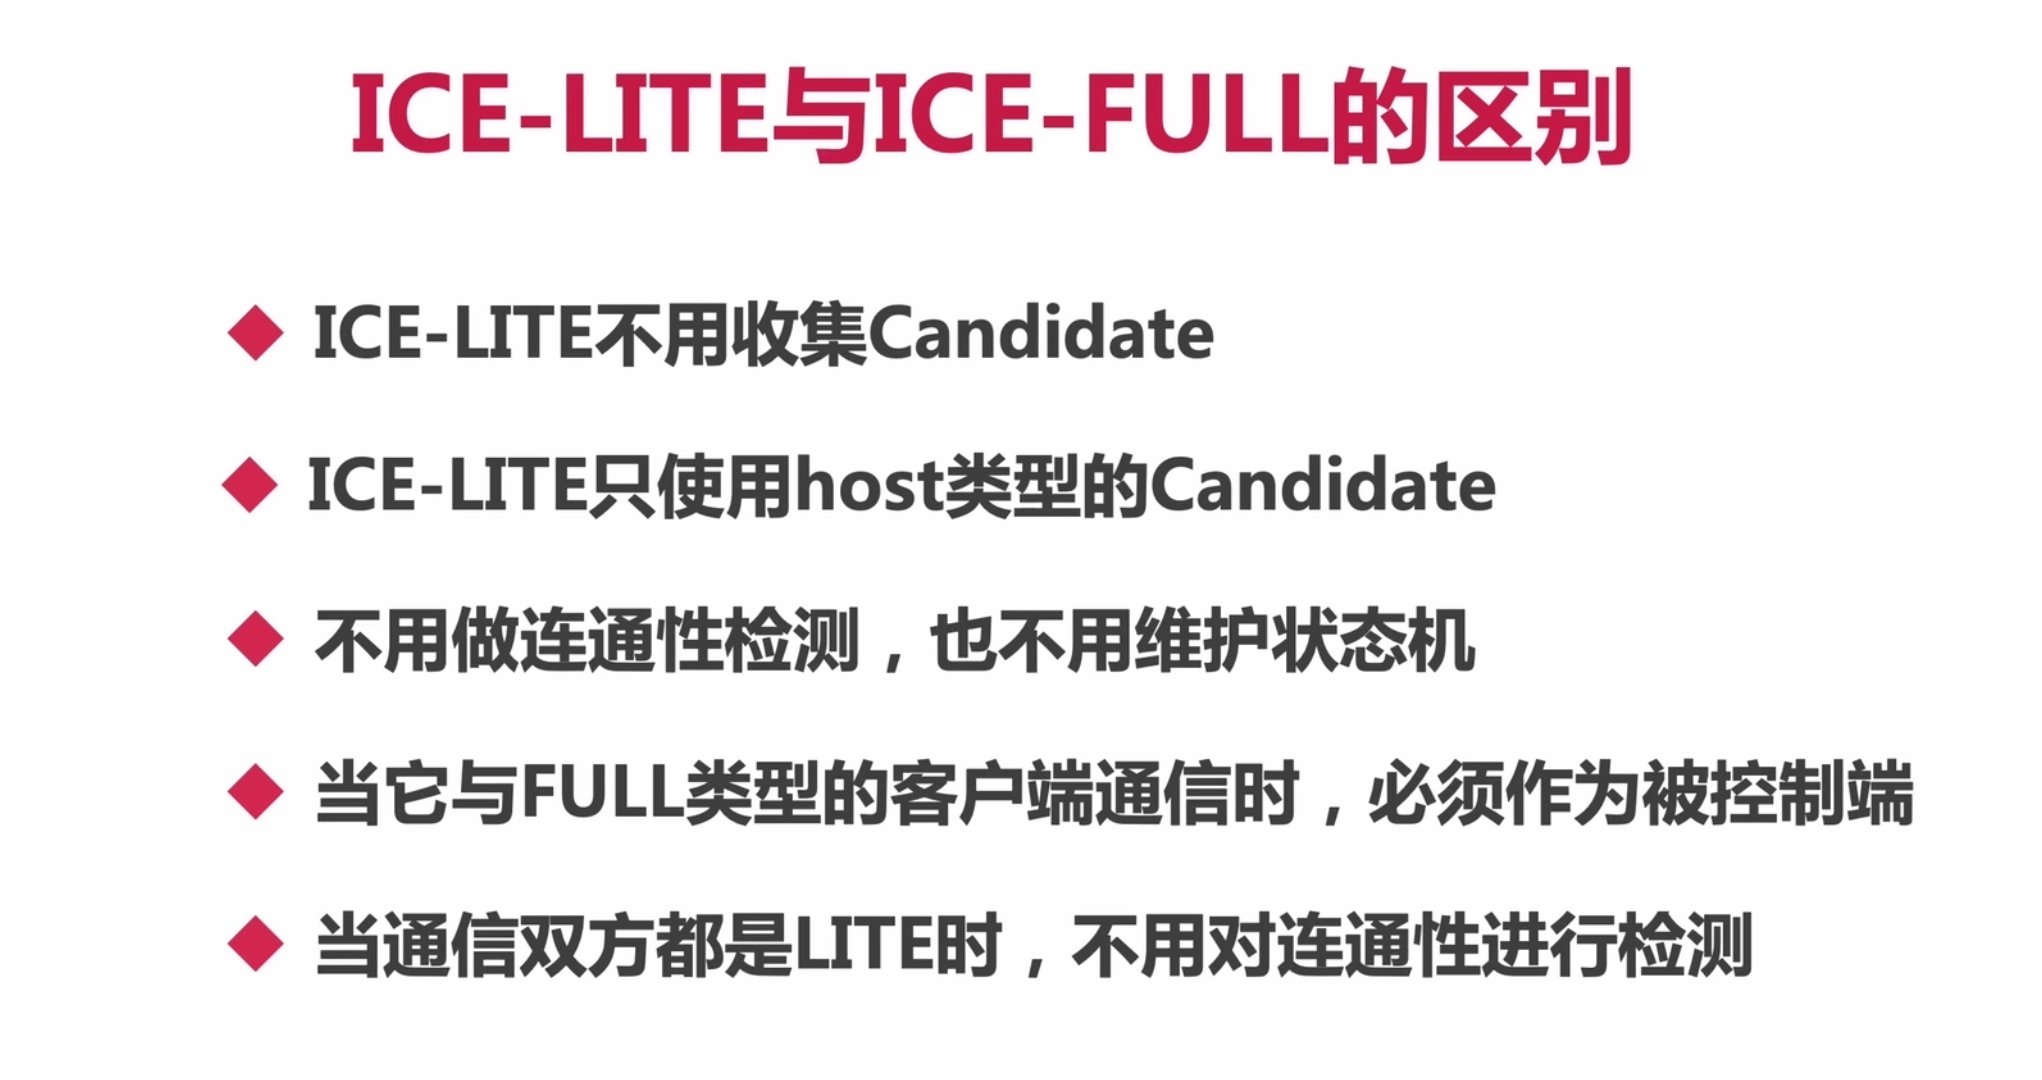 ICE-LITE与ICE-FULL的区别
ICE-LITE不用收集Candidate
ICE-LITE只使用host类型的Candidate
不用做连通性检测，也不用维护状态机
当它与FULL类型的客户端通信时，必须作为被控制端
当通信双方都是LITE时，不用对连通性进行检测